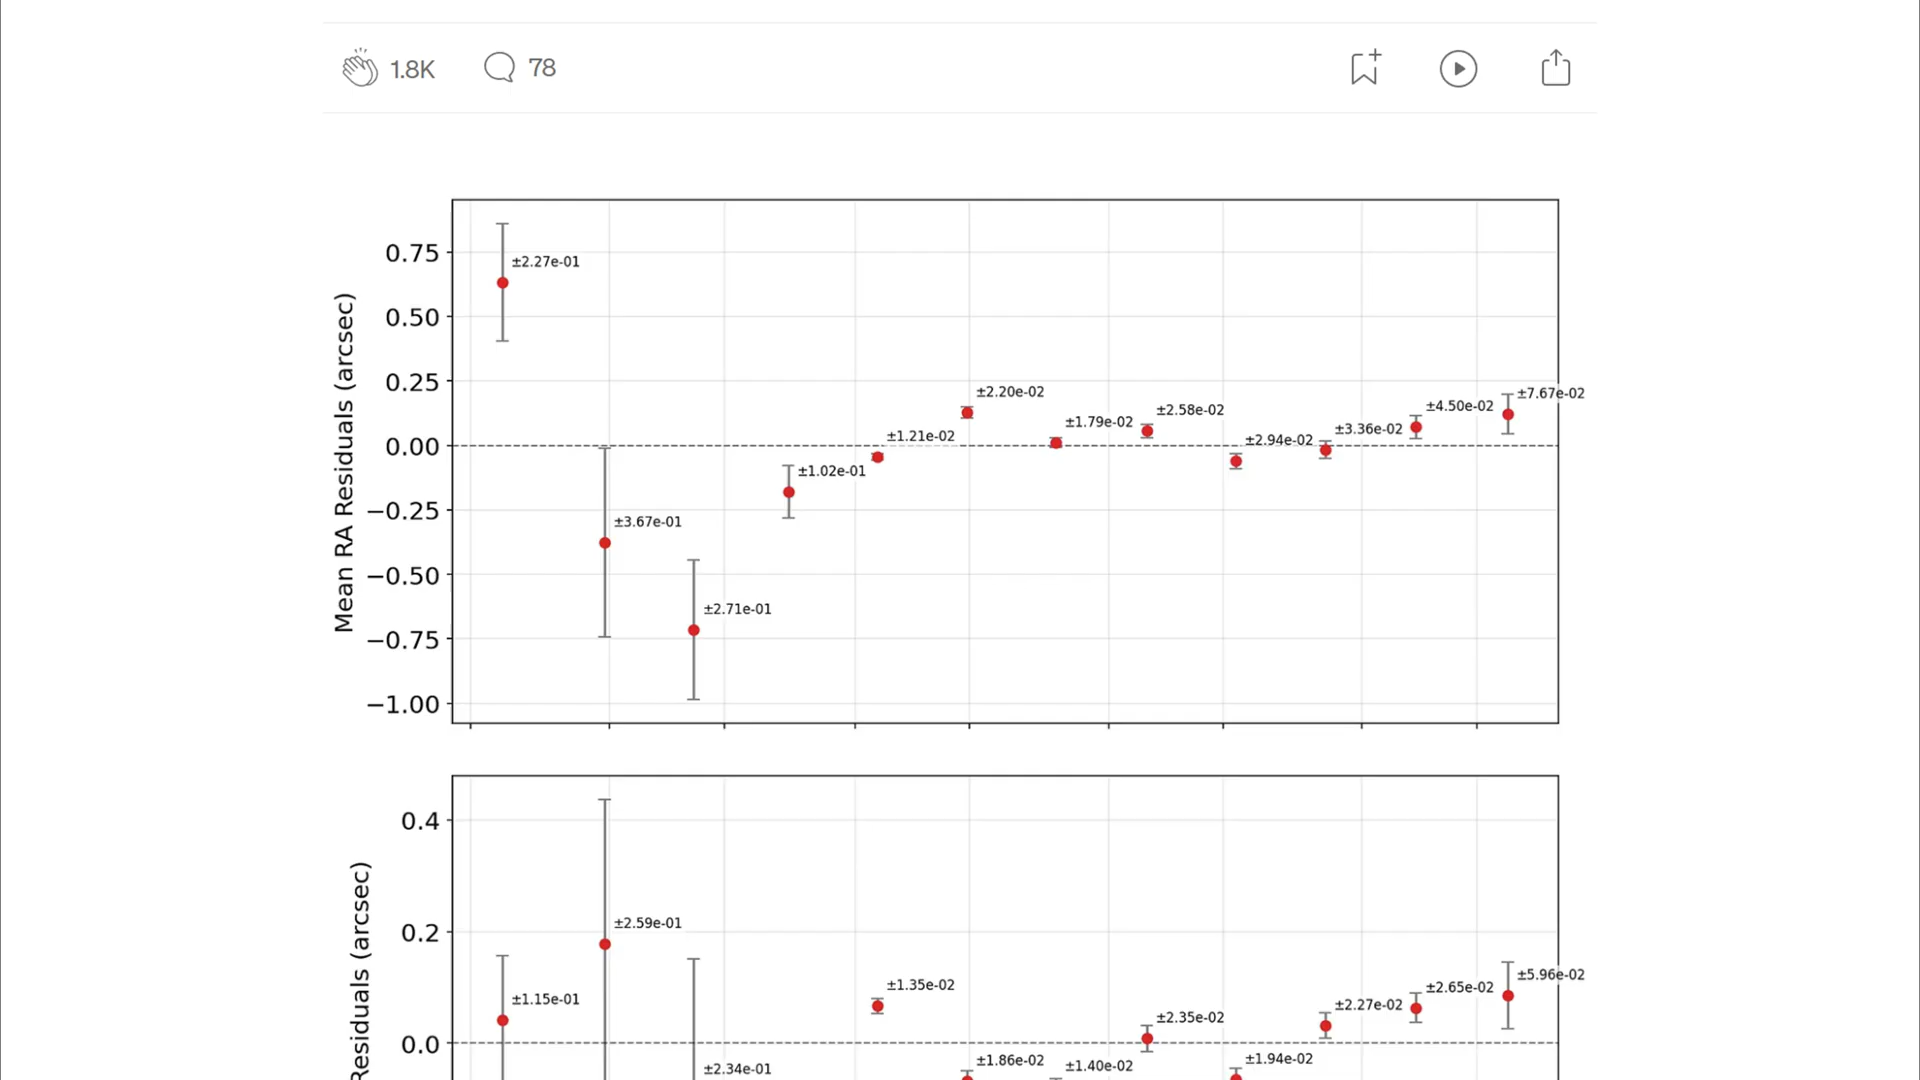 1.8K 78
Mean RA Residuals (arcsec)
0.75
0.50
0.25
0.00
−0.25
−0.50
−0.75
−1.00
±2.27e-01
±3.67e-01
±2.71e-01
±1.02e-01
±1.21e-02
±2.20e-02
±1.79e-02
±2.58e-02
±2.94e-02
±3.36e-02
±4.50e-02
±7.67e-02
Residuals (arcsec)
0.4
0.2
0.0
±1.15e-01
±2.59e-01
±2.34e-01
±1.35e-02
±1.86e-02
±1.40e-02
±2.35e-02
±1.94e-02
±2.27e-02
±2.65e-02
±5.96e-02